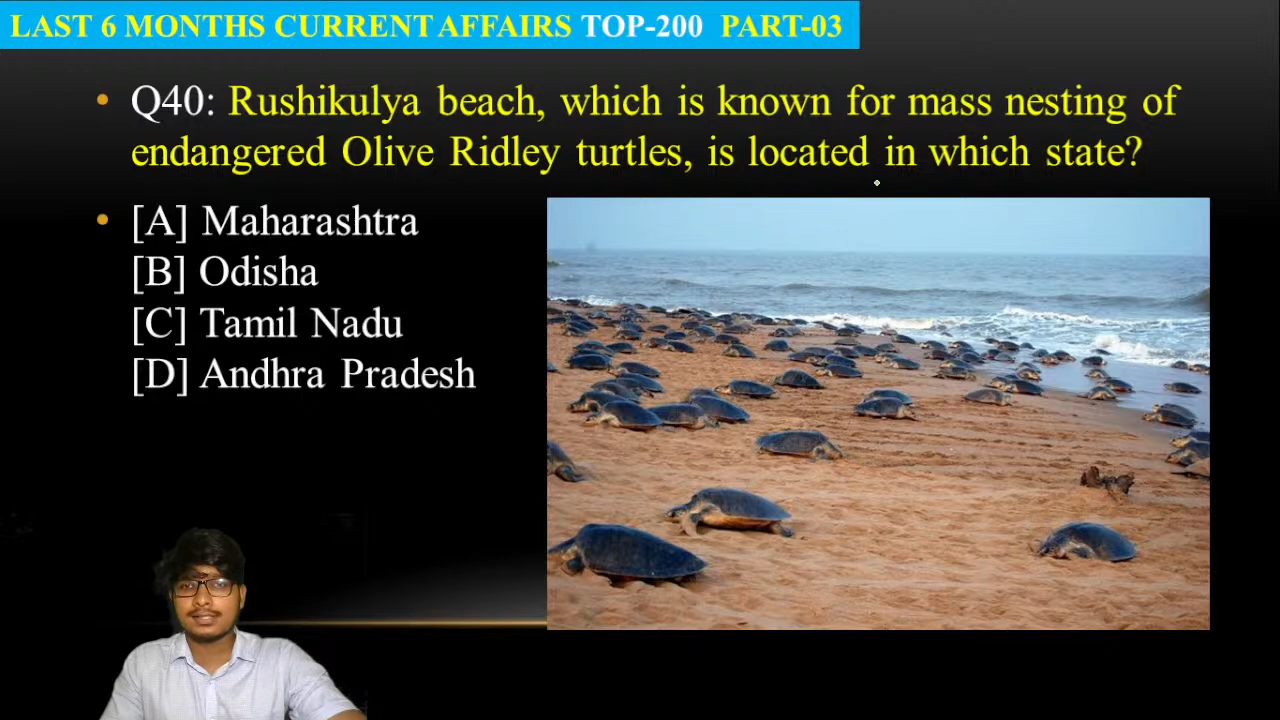 LAST 6 MONTHS CURRENT AFFAIRS TOP-200 PART-03
• Q40: Rushikulya beach, which is known for mass nesting of
endangered Olive Ridley turtles, is located in which state?
• [A] Maharashtra
[B] Odisha
[C] Tamil Nadu
[D] Andhra Pradesh